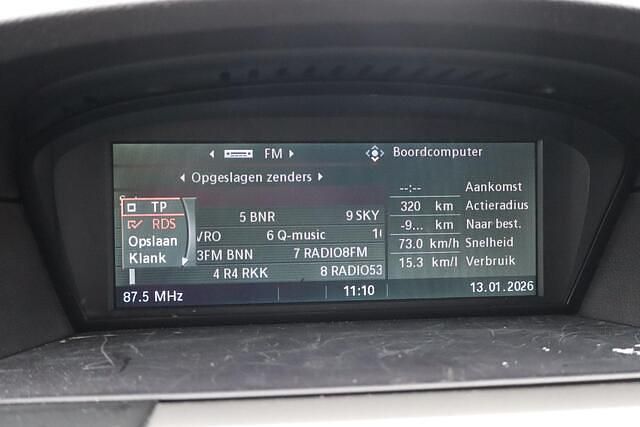 FM
Boordcomputer
Opgeslagen zenders
TP
RDS
Opslaan
Klank
5 BNR 9 SKY
VRO 6 Q-music
3FM BNN 7 RADIO8FM
4 R4 RKK 8 RADIO53
--:-- Aankomst
320 km Actieradius
-9... km Naar best.
73.0 km/h Snelheid
15.3 km/l Verbruik
87.5 MHz 11:10 13.01.2026